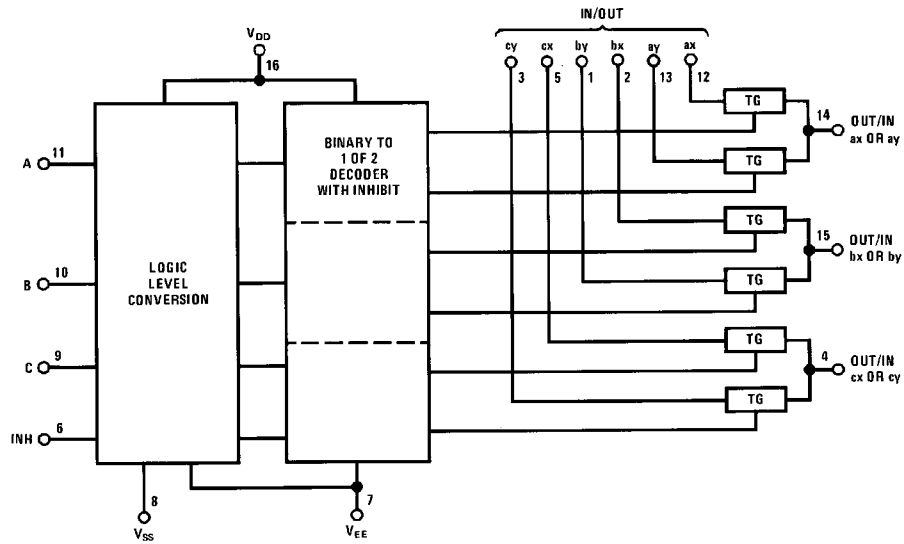 IN/OUT
VDD
16
cy cx by bx ay ax
3 5 1 2 13 12
TG
14
OUT/IN
ax OR ay
TG
A 11
BINARY TO
1 OF 2
DECODER
WITH INHIBIT
TG
15
OUT/IN
bx OR by
TG
B 10
LOGIC
LEVEL
CONVERSION
TG
4
OUT/IN
cx OR cy
TG
C 9
INH 6
8
VSS
7
VEE